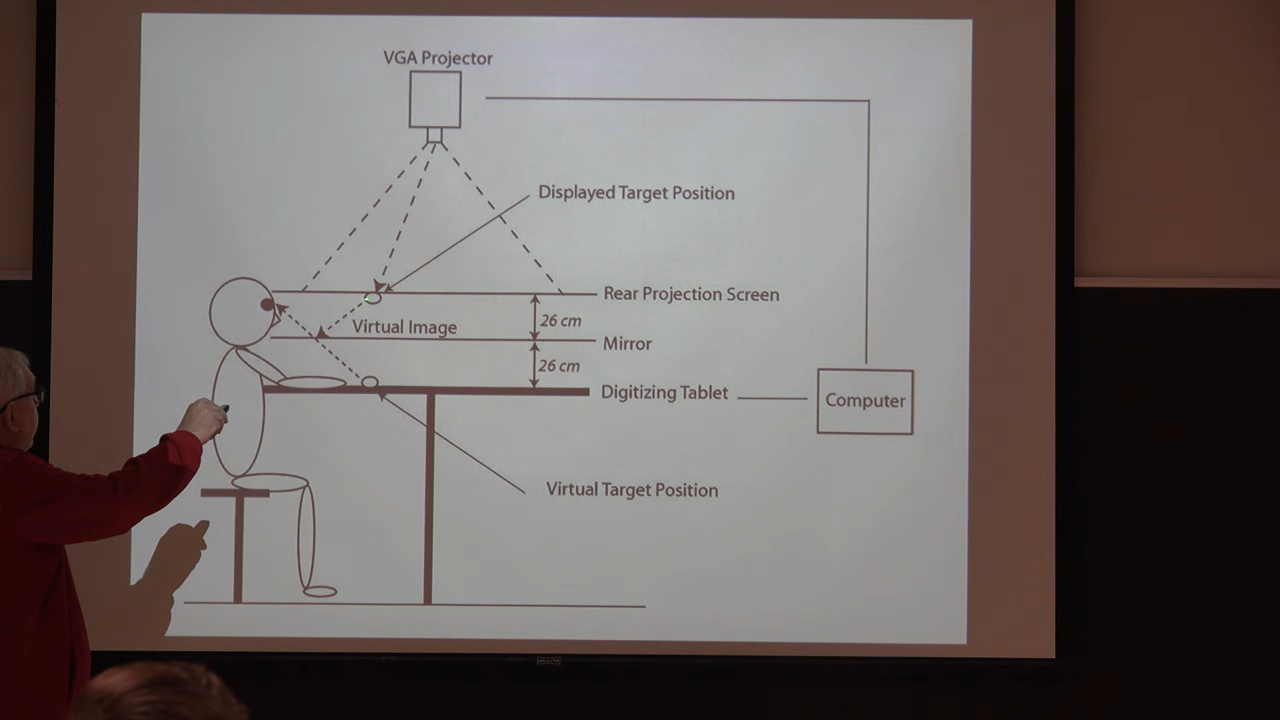 VGA Projector
Displayed Target Position
Rear Projection Screen
26 cm
Virtual Image
Mirror
26 cm
Digitizing Tablet
Computer
Virtual Target Position